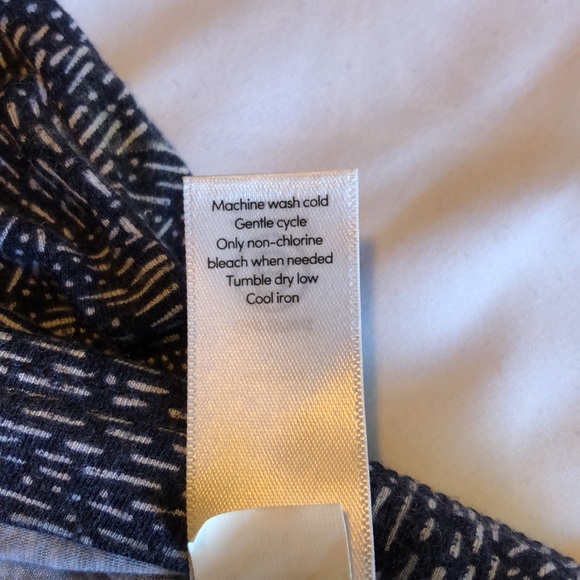 Machine wash cold
Gentle cycle
Only non-chlorine
bleach when needed
Tumble dry low
Cool iron